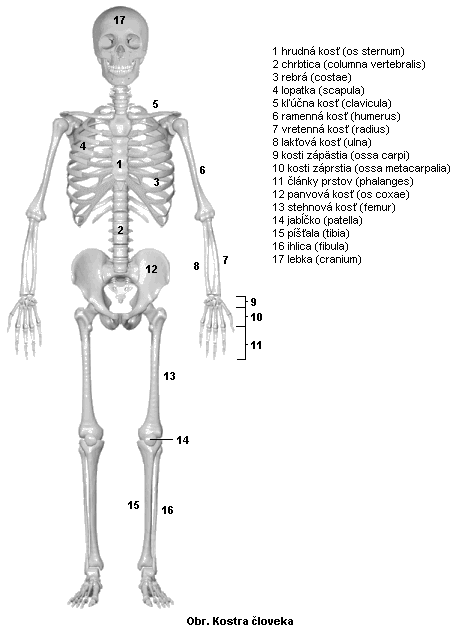 17
1 hrudná kosť (os sternum)
2 chrbtica (columna vertebralis)
3 rebrá (costae)
4 lopatka (scapula)
5 kľúčna kosť (clavicula)
6 ramenná kosť (humerus)
7 vretenná kosť (radius)
8 lakťová kosť (ulna)
9 kosti zápästia (ossa carpi)
10 kosti záprstia (ossa metacarpalia)
11 články prstov (phalanges)
12 panvová kosť (os coxae)
13 stehnová kosť (femur)
14 jabĺčko (patella)
15 píšťala (tibia)
16 ihlica (fibula)
17 lebka (cranium)
5
4
1
6
3
2
7
8
12
9
10
11
13
14
15
16
Obr. Kostra človeka